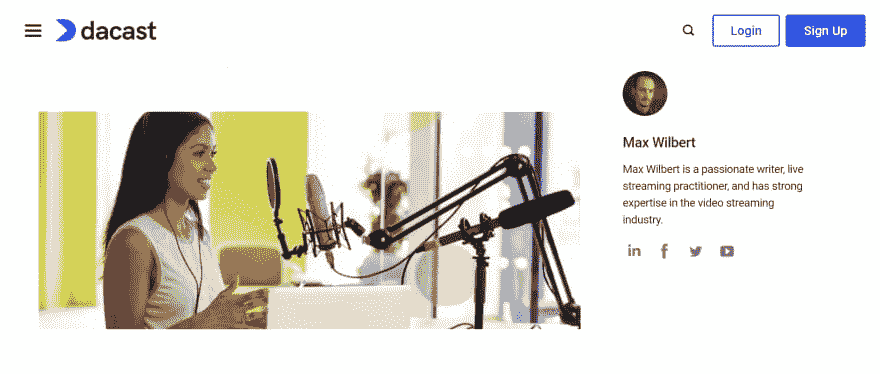 dacast
Login
Sign Up
Max Wilbert
Max Wilbert is a passionate writer, live
streaming practitioner, and has strong
expertise in the video streaming
industry.